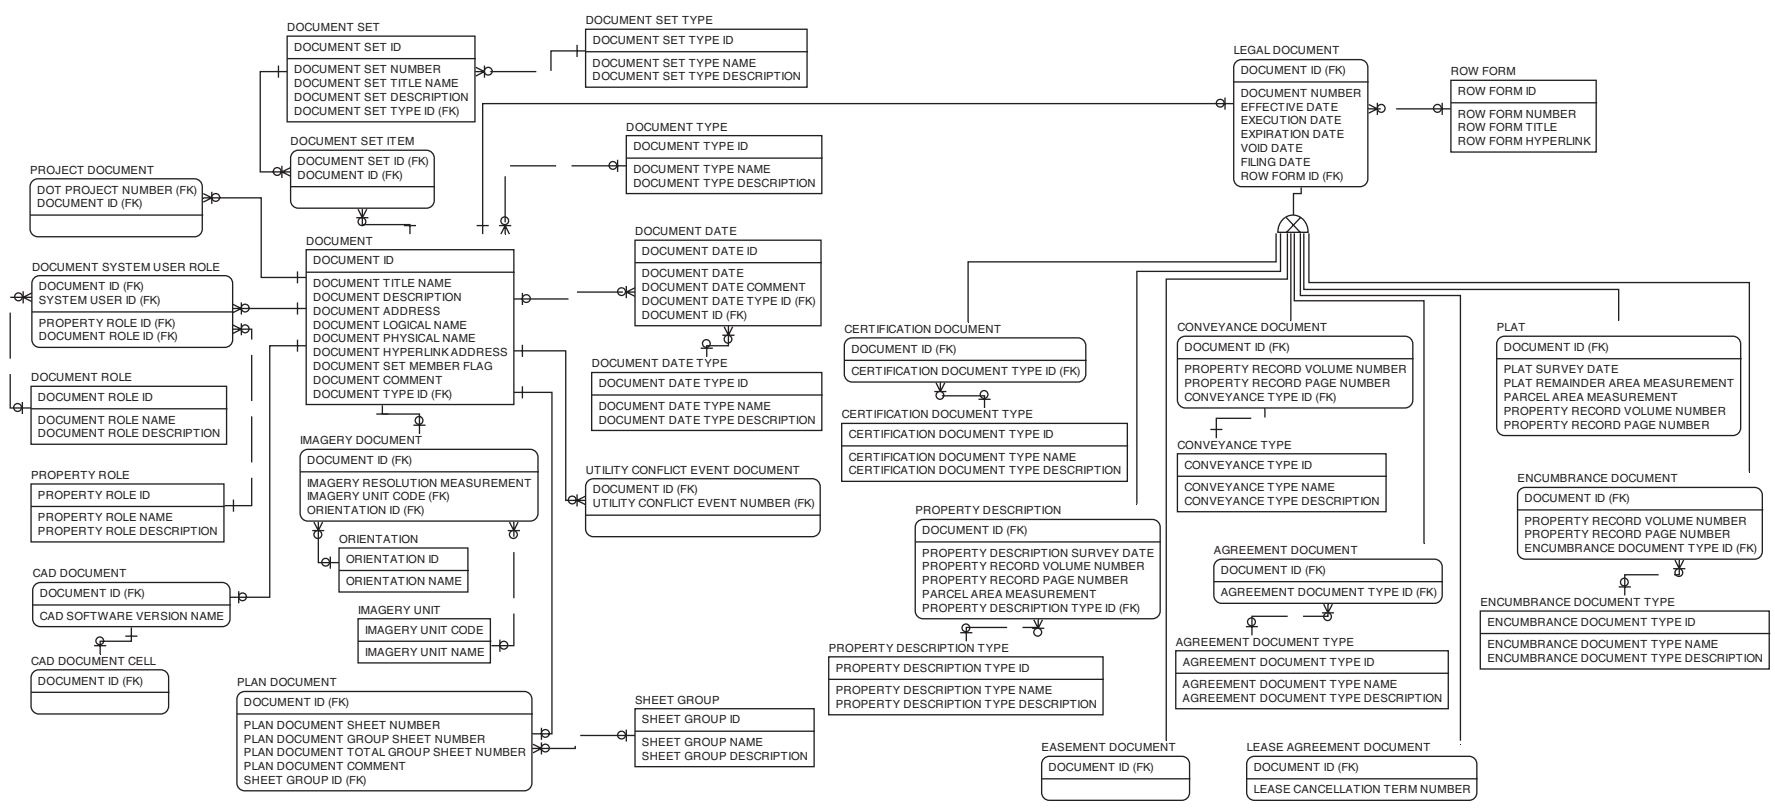 DOCUMENT SET
DOCUMENT SET ID
DOCUMENT SET NUMBER
DOCUMENT SET TITLE NAME
DOCUMENT SET DESCRIPTION
DOCUMENT SET TYPE ID (FK)
DOCUMENT SET TYPE
DOCUMENT SET TYPE ID
DOCUMENT SET TYPE NAME
DOCUMENT SET TYPE DESCRIPTION
LEGAL DOCUMENT
DOCUMENT ID (FK)
DOCUMENT NUMBER
EFFECTIVE DATE
EXECUTION DATE
EXPIRATION DATE
VOID DATE
FILING DATE
ROW FORM ID (FK)
ROW FORM
ROW FORM ID
ROW FORM NUMBER
ROW FORM TITLE
ROW FORM HYPERLINK
DOCUMENT TYPE
DOCUMENT TYPE ID
DOCUMENT TYPE NAME
DOCUMENT TYPE DESCRIPTION
DOCUMENT SET ITEM
DOCUMENT SET ID (FK)
DOCUMENT ID (FK)
PROJECT DOCUMENT
DOT PROJECT NUMBER (FK)
DOCUMENT ID (FK)
DOCUMENT
DOCUMENT ID
DOCUMENT TITLE NAME
DOCUMENT DESCRIPTION
DOCUMENT ADDRESS
DOCUMENT LOGICAL NAME
DOCUMENT PHYSICAL NAME
DOCUMENT HYPERLINK ADDRESS
DOCUMENT SET MEMBER FLAG
DOCUMENT COMMENT
DOCUMENT TYPE ID (FK)
DOCUMENT DATE
DOCUMENT DATE ID
DOCUMENT DATE
DOCUMENT DATE COMMENT
DOCUMENT DATE TYPE ID (FK)
DOCUMENT ID (FK)
DOCUMENT SYSTEM USER ROLE
DOCUMENT ID (FK)
SYSTEM USER ID (FK)
PROPERTY ROLE ID (FK)
DOCUMENT ROLE ID (FK)
DOCUMENT DATE TYPE
DOCUMENT DATE TYPE ID
DOCUMENT DATE TYPE NAME
DOCUMENT DATE TYPE DESCRIPTION
DOCUMENT ROLE
DOCUMENT ROLE ID
DOCUMENT ROLE NAME
DOCUMENT ROLE DESCRIPTION
PROPERTY ROLE
PROPERTY ROLE ID
PROPERTY ROLE NAME
PROPERTY ROLE DESCRIPTION
IMAGERY DOCUMENT
DOCUMENT ID (FK)
IMAGERY RESOLUTION MEASUREMENT
IMAGERY UNIT CODE (FK)
ORIENTATION ID (FK)
UTILITY CONFLICT EVENT DOCUMENT
DOCUMENT ID (FK)
UTILITY CONFLICT EVENT NUMBER (FK)
ORIENTATION
ORIENTATION ID
ORIENTATION NAME
IMAGERY UNIT
IMAGERY UNIT CODE
IMAGERY UNIT NAME
CAD DOCUMENT
DOCUMENT ID (FK)
CAD SOFTWARE VERSION NAME
CAD DOCUMENT CELL
DOCUMENT ID (FK)
PLAN DOCUMENT
DOCUMENT ID (FK)
PLAN DOCUMENT SHEET NUMBER
PLAN DOCUMENT GROUP SHEET NUMBER
PLAN DOCUMENT TOTAL GROUP SHEET NUMBER
PLAN DOCUMENT COMMENT
SHEET GROUP ID (FK)
SHEET GROUP
SHEET GROUP ID
SHEET GROUP NAME
SHEET GROUP DESCRIPTION
CERTIFICATION DOCUMENT
DOCUMENT ID (FK)
CERTIFICATION DOCUMENT TYPE ID (FK)
CERTIFICATION DOCUMENT TYPE
CERTIFICATION DOCUMENT TYPE ID
CERTIFICATION DOCUMENT TYPE NAME
CERTIFICATION DOCUMENT TYPE DESCRIPTION
CONVEYANCE DOCUMENT
DOCUMENT ID (FK)
PROPERTY RECORD VOLUME NUMBER
PROPERTY RECORD PAGE NUMBER
CONVEYANCE TYPE ID (FK)
CONVEYANCE TYPE
CONVEYANCE TYPE ID
CONVEYANCE TYPE NAME
CONVEYANCE TYPE DESCRIPTION
PLAT
DOCUMENT ID (FK)
PLAT SURVEY DATE
PLAT REMAINDER AREA MEASUREMENT
PARCEL AREA MEASUREMENT
PROPERTY RECORD VOLUME NUMBER
PROPERTY RECORD PAGE NUMBER
ENCUMBRANCE DOCUMENT
DOCUMENT ID (FK)
PROPERTY RECORD VOLUME NUMBER
PROPERTY RECORD PAGE NUMBER
ENCUMBRANCE DOCUMENT TYPE ID (FK)
ENCUMBRANCE DOCUMENT TYPE
ENCUMBRANCE DOCUMENT TYPE ID
ENCUMBRANCE DOCUMENT TYPE NAME
ENCUMBRANCE DOCUMENT TYPE DESCRIPTION
PROPERTY DESCRIPTION
DOCUMENT ID (FK)
PROPERTY DESCRIPTION SURVEY DATE
PROPERTY RECORD VOLUME NUMBER
PROPERTY RECORD PAGE NUMBER
PARCEL AREA MEASUREMENT
PROPERTY DESCRIPTION TYPE ID (FK)
PROPERTY DESCRIPTION TYPE
PROPERTY DESCRIPTION TYPE ID
PROPERTY DESCRIPTION TYPE NAME
PROPERTY DESCRIPTION TYPE DESCRIPTION
AGREEMENT DOCUMENT
DOCUMENT ID (FK)
AGREEMENT DOCUMENT TYPE ID (FK)
AGREEMENT DOCUMENT TYPE
AGREEMENT DOCUMENT TYPE ID
AGREEMENT DOCUMENT TYPE NAME
AGREEMENT DOCUMENT TYPE DESCRIPTION
EASEMENT DOCUMENT
DOCUMENT ID (FK)
LEASE AGREEMENT DOCUMENT
DOCUMENT ID (FK)
LEASE CANCELLATION TERM NUMBER